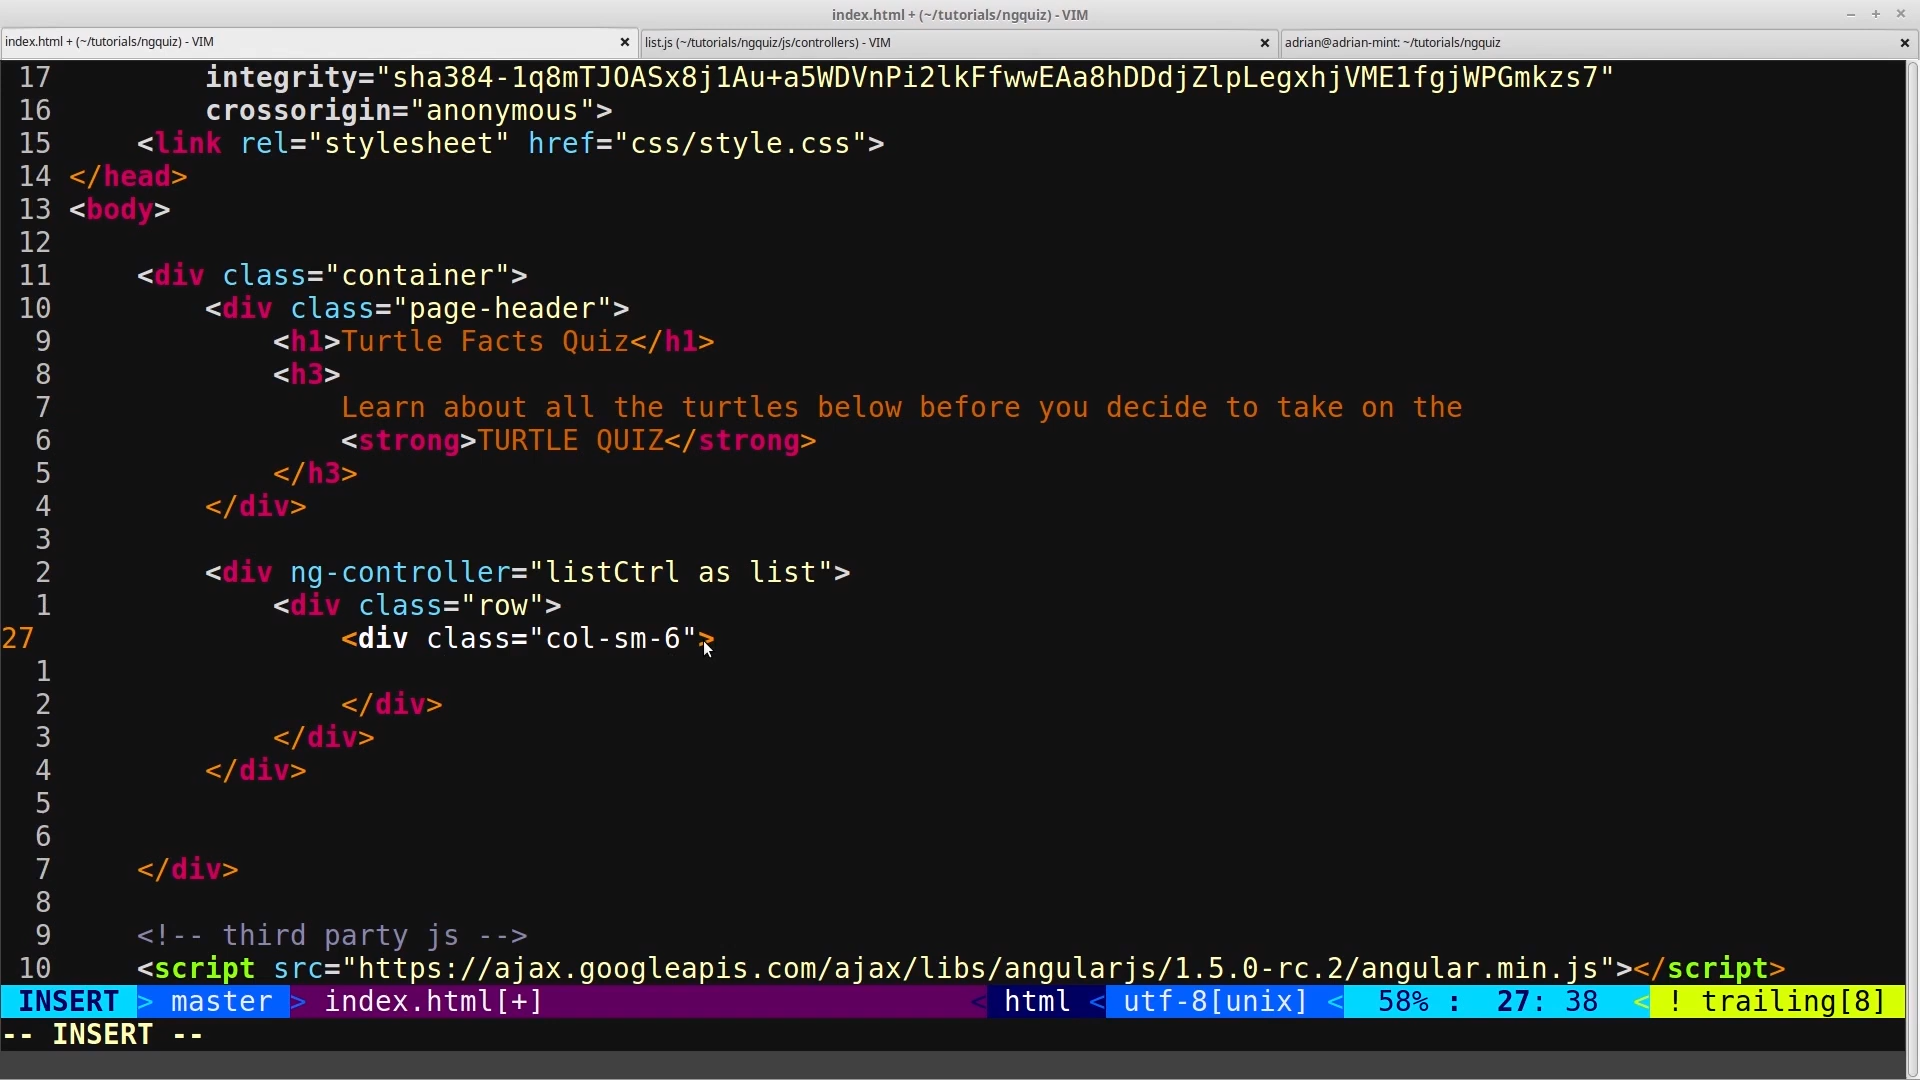 index.html + (~/tutorials/ngquiz) - VIM
index.html + (~/tutorials/ngquiz) - VIM
list.js (~/tutorials/ngquiz/js/controllers) - VIM
adrian@adrian-mint: ~/tutorials/ngquiz
17 integrity="sha384-1q8mTJOASx8j1Au+a5WDVnPi2lkFfwwEAa8hDDdjZlpLegxhjVME1fgjWPGmkzs7"
16 crossorigin="anonymous">
15 <link rel="stylesheet" href="css/style.css">
14 </head>
13 <body>
12
11 <div class="container">
10 <div class="page-header">
9 <h1>Turtle Facts Quiz</h1>
8 <h3>
7 Learn about all the turtles below before you decide to take on the
6 <strong>TURTLE QUIZ</strong>
5 </h3>
4 </div>
3
2 <div ng-controller="listCtrl as list">
1 <div class="row">
27 <div class="col-sm-6">
1
2 </div>
3 </div>
4 </div>
5
6
7 </div>
8
9 <!-- third party js -->
10 <script src="https://ajax.googleapis.com/ajax/libs/angularjs/1.5.0-rc.2/angular.min.js"></script>
INSERT > master > index.html[+] < html < utf-8[unix] < 58% : 27: 38 < ! trailing[8]
-- INSERT --